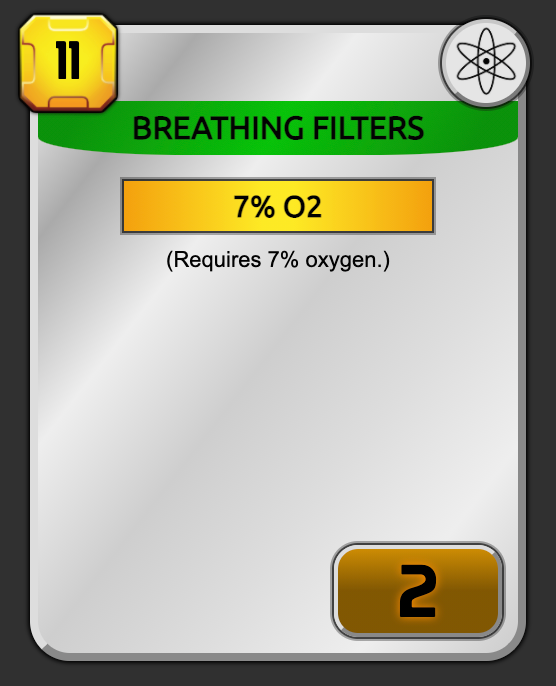 11
BREATHING FILTERS
7% O2
(Requires 7% oxygen.)
2